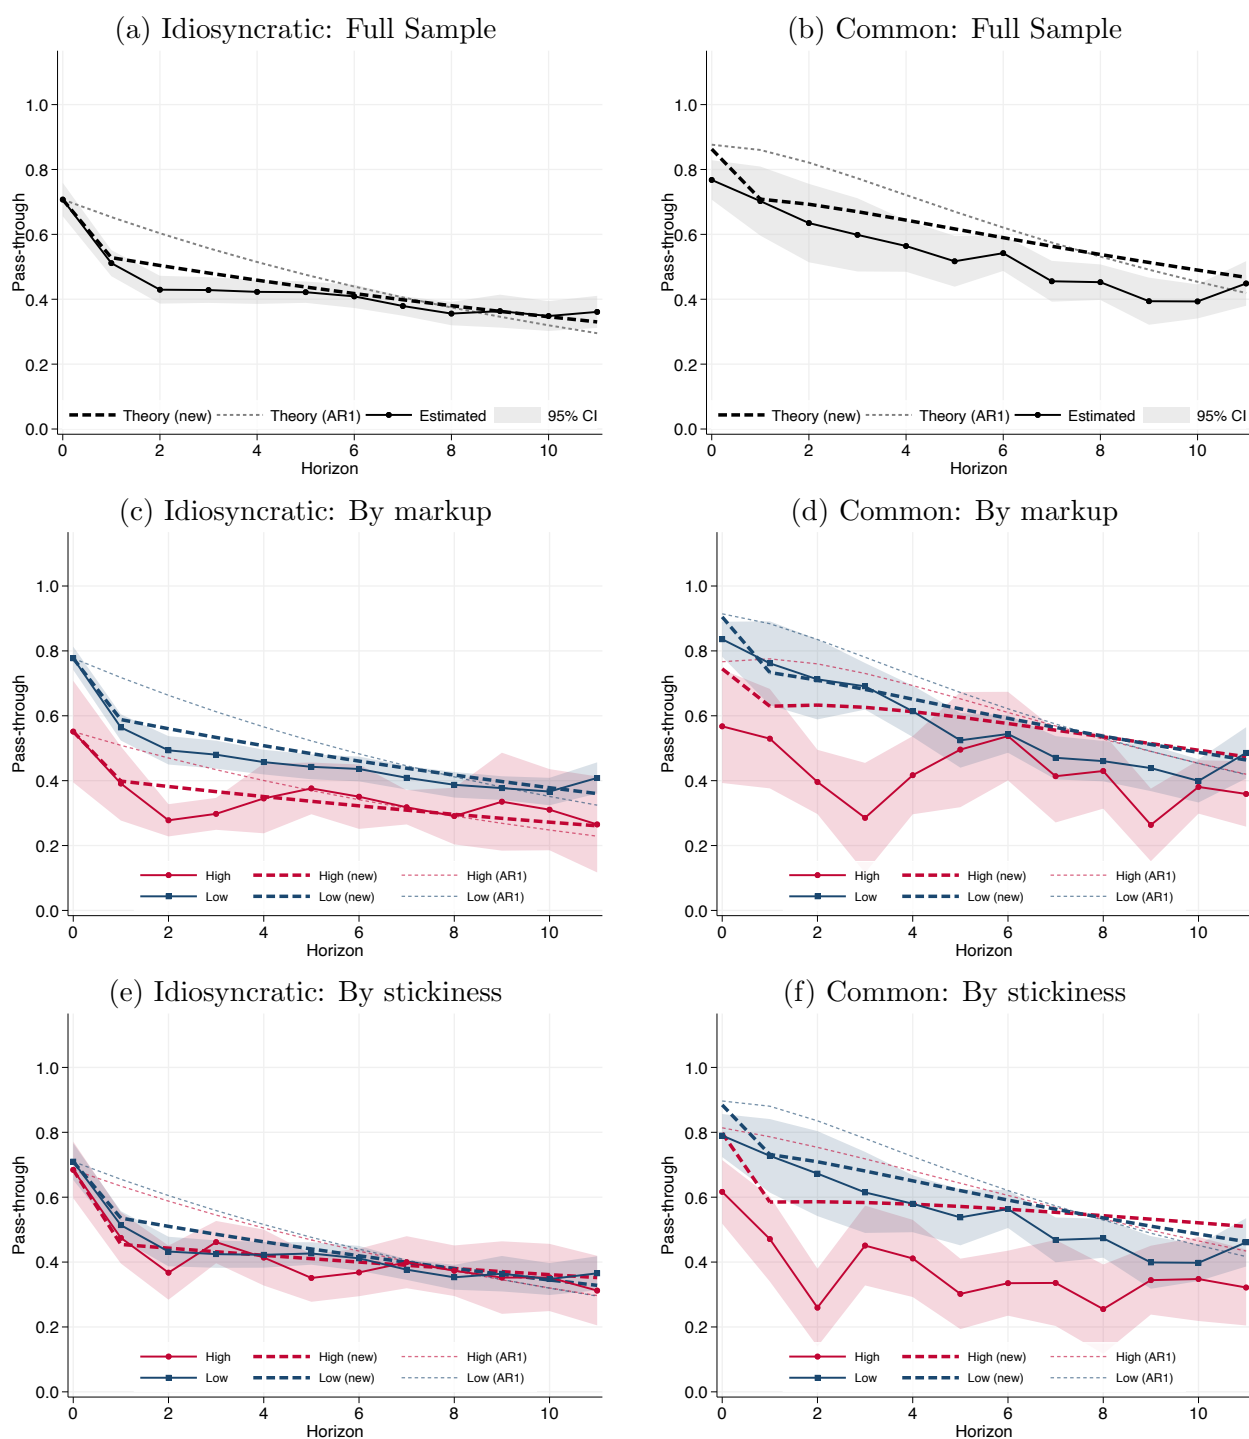 (a) Idiosyncratic: Full Sample
Pass-through
1.0
0.8
0.6
0.4
0.2
0.0
Theory (new) Theory (AR1) Estimated 95% CI
0 2 4 6 8 10
Horizon
(b) Common: Full Sample
Pass-through
1.0
0.8
0.6
0.4
0.2
0.0
Theory (new) Theory (AR1) Estimated 95% CI
0 2 4 6 8 10
Horizon
(c) Idiosyncratic: By markup
Pass-through
1.0
0.8
0.6
0.4
0.2
0.0
High High (new) High (AR1)
Low Low (new) Low (AR1)
0 2 4 6 8 10
Horizon
(d) Common: By markup
Pass-through
1.0
0.8
0.6
0.4
0.2
0.0
High High (new) High (AR1)
Low Low (new) Low (AR1)
0 2 4 6 8 10
Horizon
(e) Idiosyncratic: By stickiness
Pass-through
1.0
0.8
0.6
0.4
0.2
0.0
High High (new) High (AR1)
Low Low (new) Low (AR1)
0 2 4 6 8 10
Horizon
(f) Common: By stickiness
Pass-through
1.0
0.8
0.6
0.4
0.2
0.0
High High (new) High (AR1)
Low Low (new) Low (AR1)
0 2 4 6 8 10
Horizon